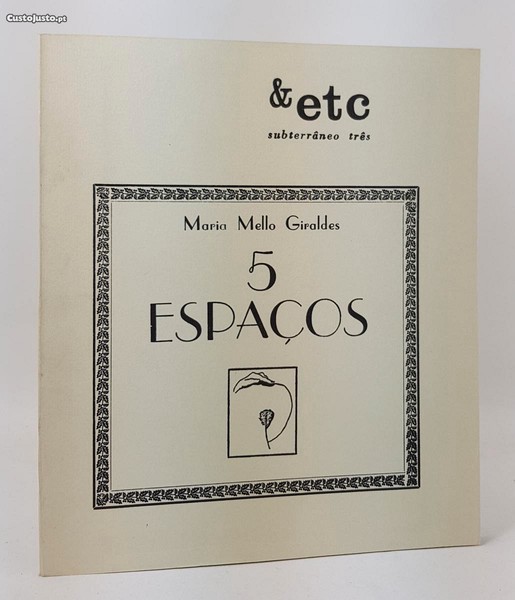 CustoJusto.pt
& etc
subterrâneo três
Maria Mello Giraldes
5
ESPAÇOS